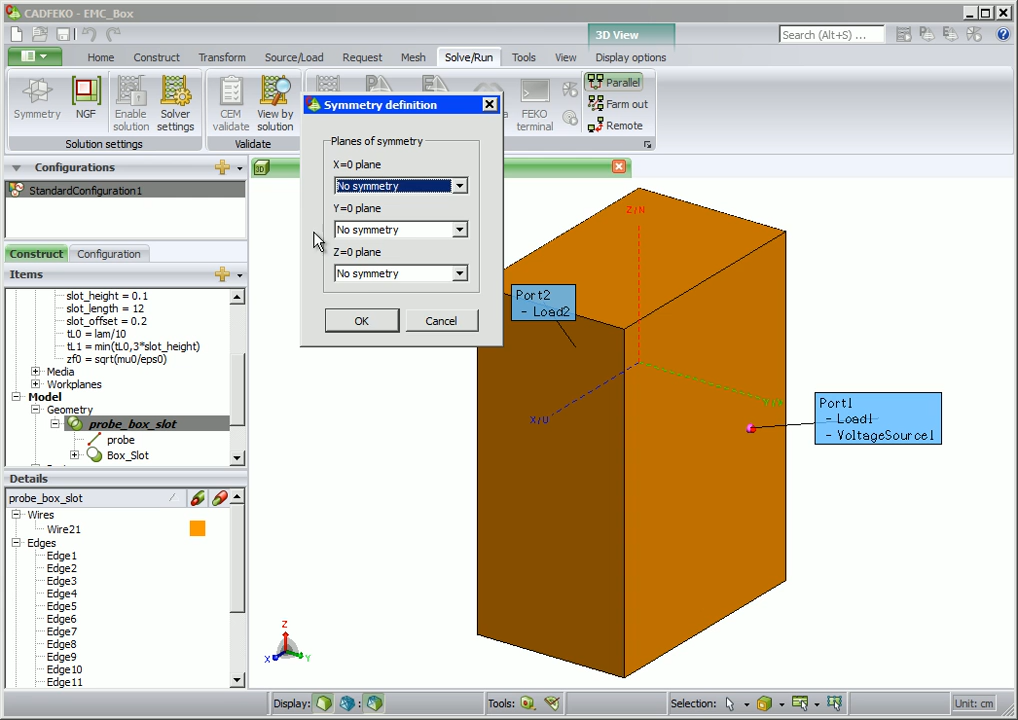 CADFEKO - EMC_Box
3D View
Search (Alt+S) ...
Home
Construct
Transform
Source/Load
Request
Mesh
Solve/Run
Tools
View
Display options
Symmetry
NGF
Enable
solution
Solver
settings
CEM
validate
View by
solution
FEKO
terminal
Parallel
Farm out
Remote
Solution settings
Validate
Configurations
StandardConfiguration1
Construct
Configuration
Items
slot_height = 0.1
slot_length = 12
slot_offset = 0.2
tL0 = lam/10
tL1 = min(tL0,3*slot_height)
zf0 = sqrt(mu0/eps0)
Media
Workplanes
Model
Geometry
probe_box_slot
probe
Box_Slot
Details
probe_box_slot
Wires
Wire21
Edges
Edge1
Edge2
Edge3
Edge4
Edge5
Edge6
Edge7
Edge8
Edge9
Edge10
Edge11
Symmetry definition
Planes of symmetry
X=0 plane
No symmetry
Y=0 plane
No symmetry
Z=0 plane
No symmetry
OK
Cancel
3D
Z/N
Port2
- Load2
X/U
Port1
- Load1
- VoltageSource1
Z
X
Y
Display:
Tools:
Selection:
Unit: cm